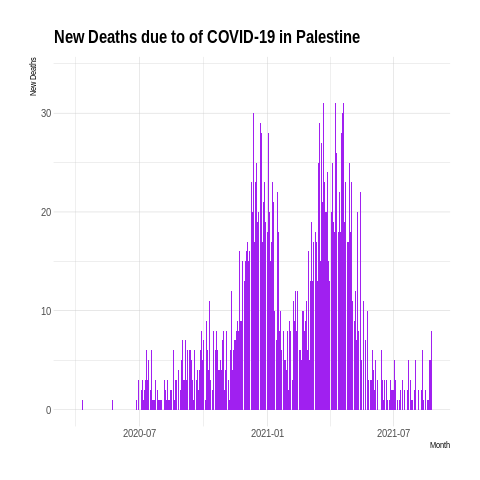 New Deaths due to of COVID-19 in Palestine
New Deaths
30
20
10
0
2020-07
2021-01
2021-07
Month